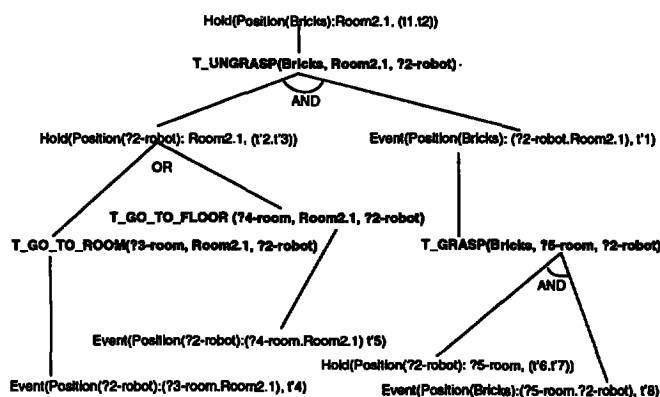 Hold(Position(Bricks):Room2.1, (t1.t2))
T_UNGRASP(Bricks, Room2.1, ?2-robot)
AND
Hold(Position(?2-robot): Room2.1, (t'2.t'3))
Event(Position(Bricks): (?2-robot.Room2.1), t'1)
OR
T_GO_TO_FLOOR (?4-room, Room2.1, ?2-robot)
T_GO_TO_ROOM(?3-room, Room2.1, ?2-robot)
T_GRASP(Bricks, ?5-room, ?2-robot)
AND
Event(Position(?2-robot):(?4-room.Room2.1) t'5)
Hold(Position(?2-robot): ?5-room, (t'6.t'7))
Event(Position(?2-robot):(?3-room.Room2.1), t'4)
Event(Position(Bricks):(?5-room.?2-robot), t'8)